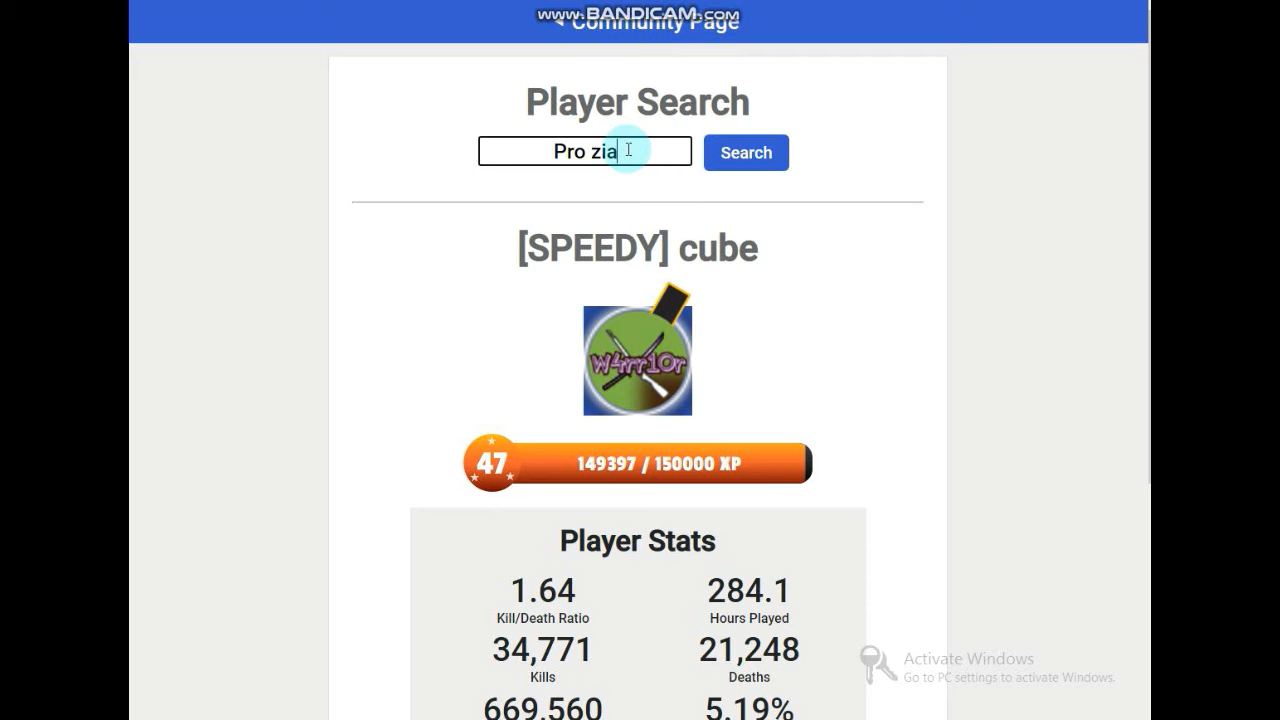 www.BANDICAM.com
Community Page
Player Search
Pro zia
Search
[SPEEDY] cube
W4rrr10r
47
149397 / 150000 XP
Player Stats
1.64
284.1
Kill/Death Ratio
Hours Played
34,771
21,248
Kills
Deaths
669,560
5.19%
Activate Windows
Go to PC settings to activate Windows.